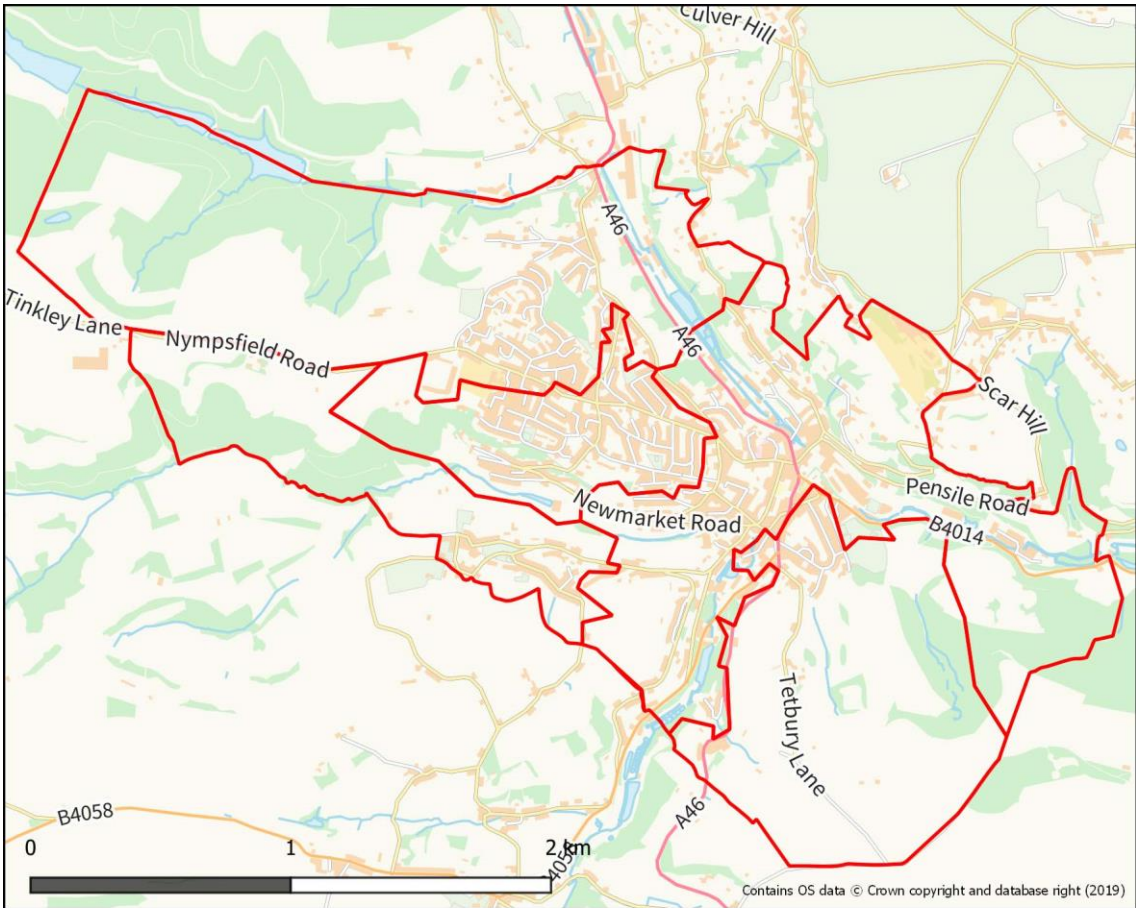 Culver Hill
A46
Tinkley Lane
Nympsfield Road
A46
Scar Hill
Newmarket Road
Pensile Road
B4014
Tetbury Lane
A46
B4058
0 1 2 km
Contains OS data © Crown copyright and database right (2019)